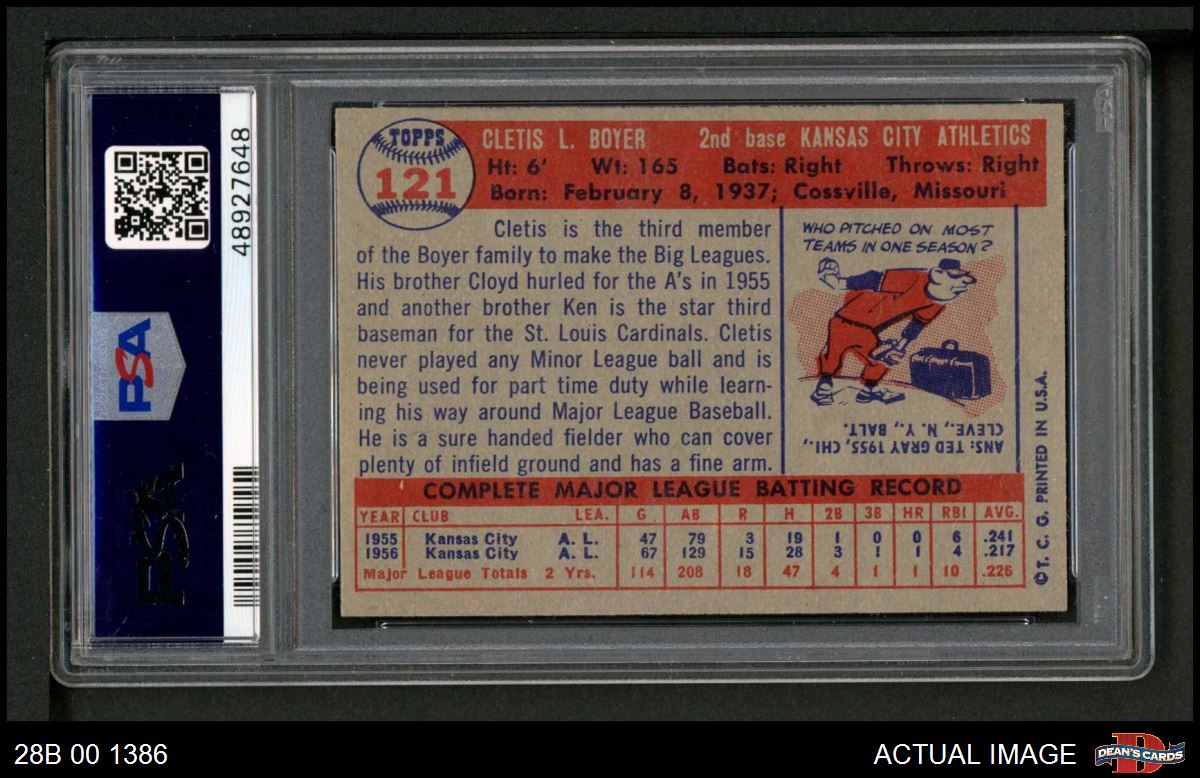 48927648
PSA
PSA
TOPPS
121
CLETIS L. BOYER 2nd base KANSAS CITY ATHLETICS
Ht: 6' Wt: 165 Bats: Right Throws: Right
Born: February 8, 1937; Cossville, Missouri
Cletis is the third member
of the Boyer family to make the Big Leagues.
His brother Cloyd hurled for the A's in 1955
and another brother Ken is the star third
baseman for the St. Louis Cardinals. Cletis
never played any Minor League ball and is
being used for part time duty while learn-
ing his way around Major League Baseball.
He is a sure handed fielder who can cover
plenty of infield ground and has a fine arm.
WHO PITCHED ON MOST
TEAMS IN ONE SEASON?
ANS: TED GRAY 1955, CHI.,
CLEVE., N. Y., BALT.
COMPLETE MAJOR LEAGUE BATTING RECORD
YEAR CLUB LEA. G AB R H 2B 3B HR RBI AVG.
1955 Kansas City A. L. 47 79 3 19 1 0 0 6 .241
1956 Kansas City A. L. 67 129 15 28 3 1 1 4 .217
Major League Totals 2 Yrs. 114 208 18 47 4 1 1 10 .226
© T. C. G. PRINTED IN U.S.A.
28B 00 1386
ACTUAL IMAGE
DEAN'S CARDS